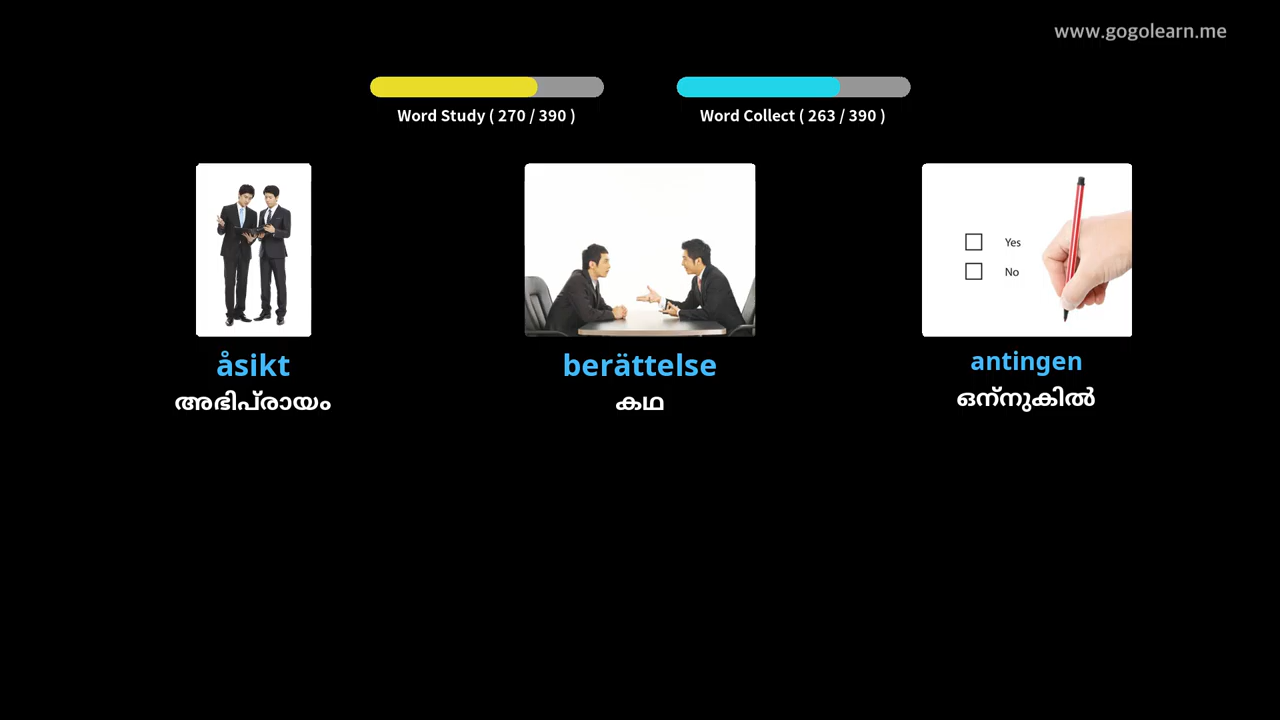 www.gogolearn.me
Word Study ( 270 / 390 )
Word Collect ( 263 / 390 )
Yes
No
åsikt
berättelse
antingen
അഭിപ്രായം
കഥ
ഒന്നുകിൽ